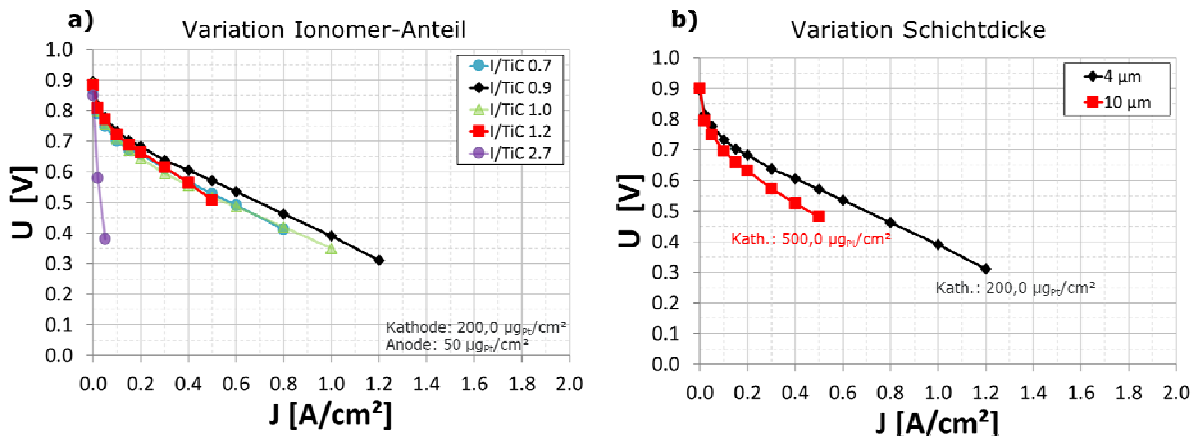 a)
Variation Ionomer-Anteil
1.0
0.9
0.8
0.7
0.6
0.5
0.4
0.3
0.2
0.1
0.0
U [V]
I/TiC 0.7
I/TiC 0.9
I/TiC 1.0
I/TiC 1.2
I/TiC 2.7
Kathode: 200,0 µgPt/cm²
Anode: 50 µgPt/cm²
0.0 0.2 0.4 0.6 0.8 1.0 1.2 1.4 1.6 1.8 2.0
J [A/cm²]
b)
Variation Schichtdicke
1.0
0.9
0.8
0.7
0.6
0.5
0.4
0.3
0.2
0.1
0.0
U [V]
4 µm
10 µm
Kath.: 500,0 µgPt/cm²
Kath.: 200,0 µgPt/cm²
0.0 0.2 0.4 0.6 0.8 1.0 1.2 1.4 1.6 1.8 2.0
J [A/cm²]